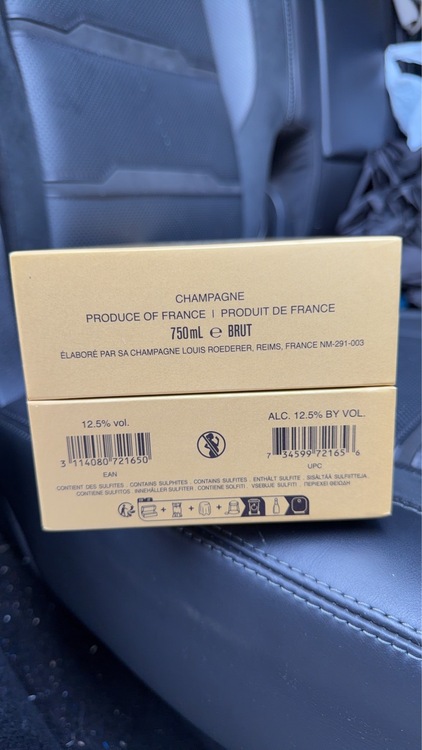 CHAMPAGNE
PRODUCE OF FRANCE | PRODUIT DE FRANCE
750mL ℮ BRUT
ÉLABORÉ PAR SA CHAMPAGNE LOUIS ROEDERER, REIMS, FRANCE NM-291-003
12.5% vol.
ALC. 12.5% BY VOL.
3 114080 721650
7 34599 72165 6
EAN
UPC
CONTIENT DES SULFITES . CONTAINS SULPHITES . CONTAINS SULFITES . ENTHÄLT SULFITE . SISÄLTÄÄ SULFIITTEJA .
CONTIENE SULFITOS . INNEHÅLLER SULFITER . CONTIENE SOLFITI . VSEBUJE SULFITI . ΠΕΡΙΕΧΕΙ ΘΕΙΩΔΗ